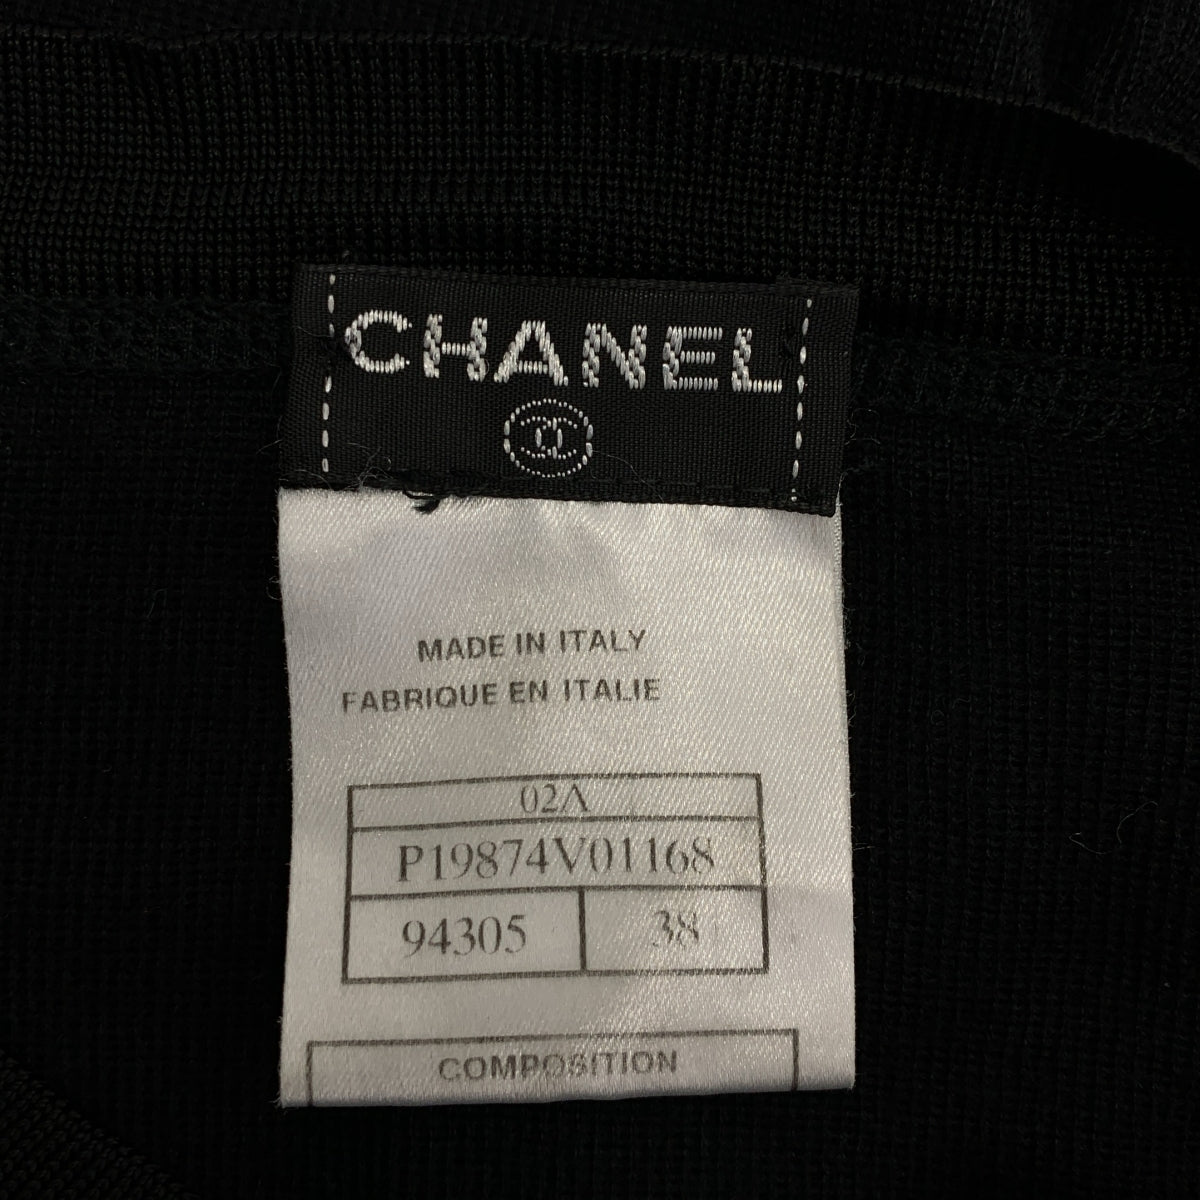 CHANEL
MADE IN ITALY
FABRIQUE EN ITALIE
02A
P19874V01168
94305 38
COMPOSITION